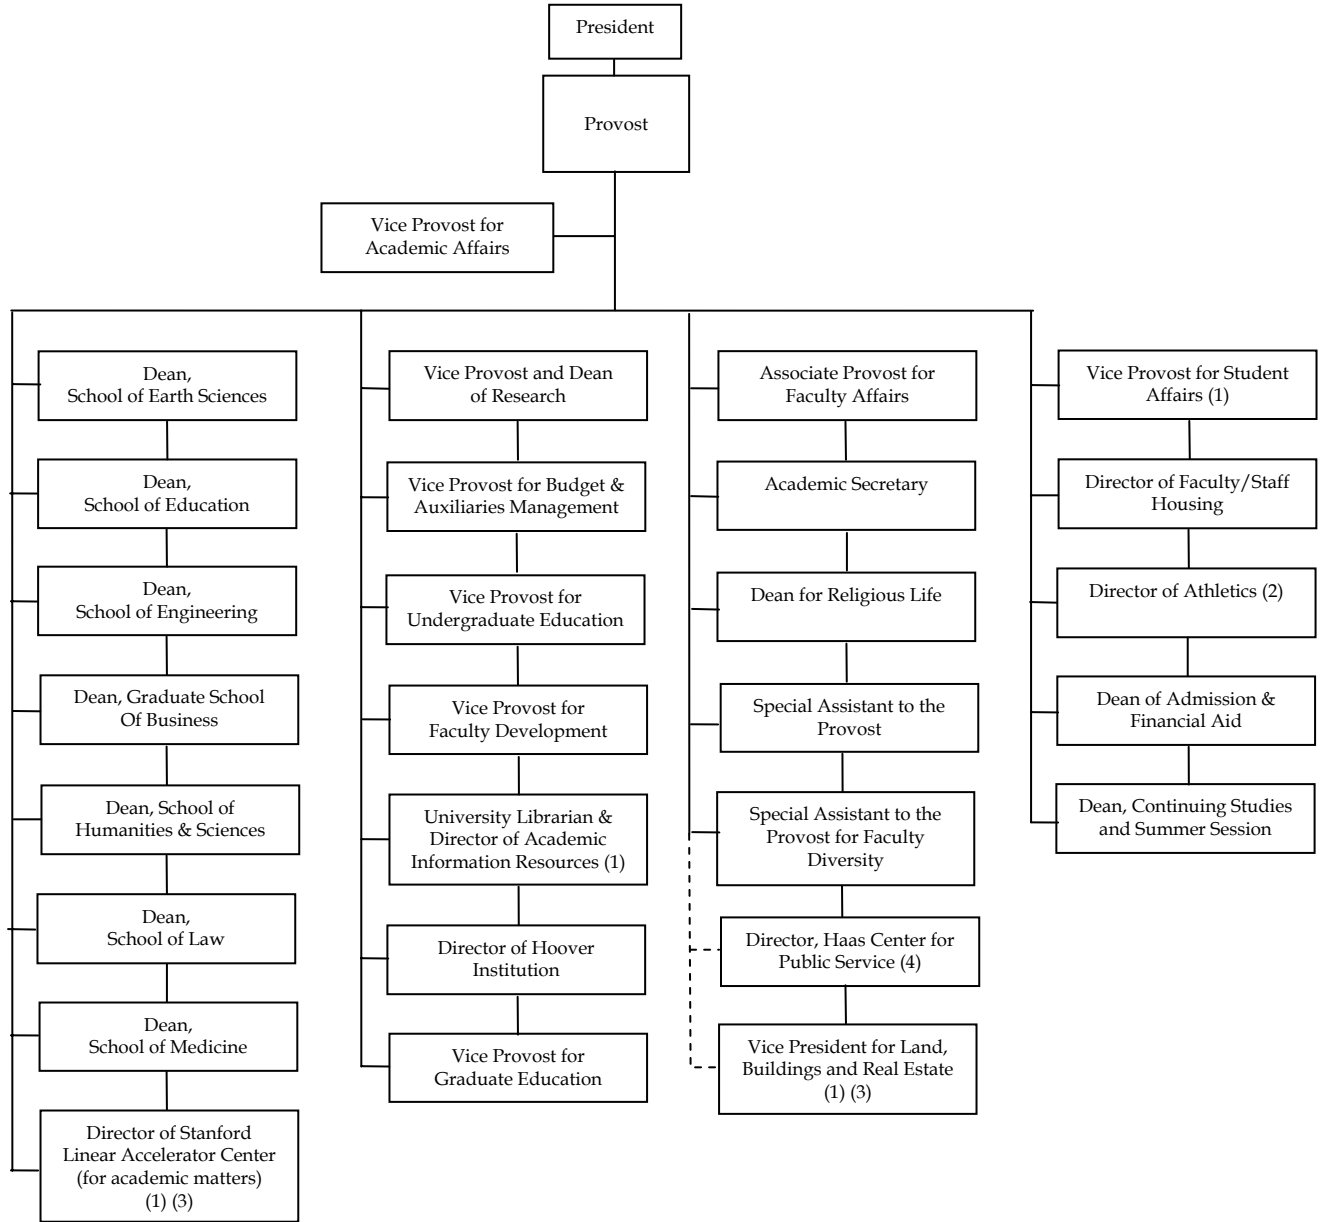 President
Provost
Vice Provost for
Academic Affairs
Dean,
School of Earth Sciences
Dean,
School of Education
Dean,
School of Engineering
Dean, Graduate School
Of Business
Dean, School of
Humanities & Sciences
Dean,
School of Law
Dean,
School of Medicine
Director of Stanford
Linear Accelerator Center
(for academic matters)
(1) (3)
Vice Provost and Dean
of Research
Vice Provost for Budget &
Auxiliaries Management
Vice Provost for
Undergraduate Education
Vice Provost for
Faculty Development
University Librarian &
Director of Academic
Information Resources (1)
Director of Hoover
Institution
Vice Provost for
Graduate Education
Associate Provost for
Faculty Affairs
Academic Secretary
Dean for Religious Life
Special Assistant to the
Provost
Special Assistant to the
Provost for Faculty
Diversity
Director, Haas Center for
Public Service (4)
Vice President for Land,
Buildings and Real Estate
(1) (3)
Vice Provost for Student
Affairs (1)
Director of Faculty/Staff
Housing
Director of Athletics (2)
Dean of Admission &
Financial Aid
Dean, Continuing Studies
and Summer Session